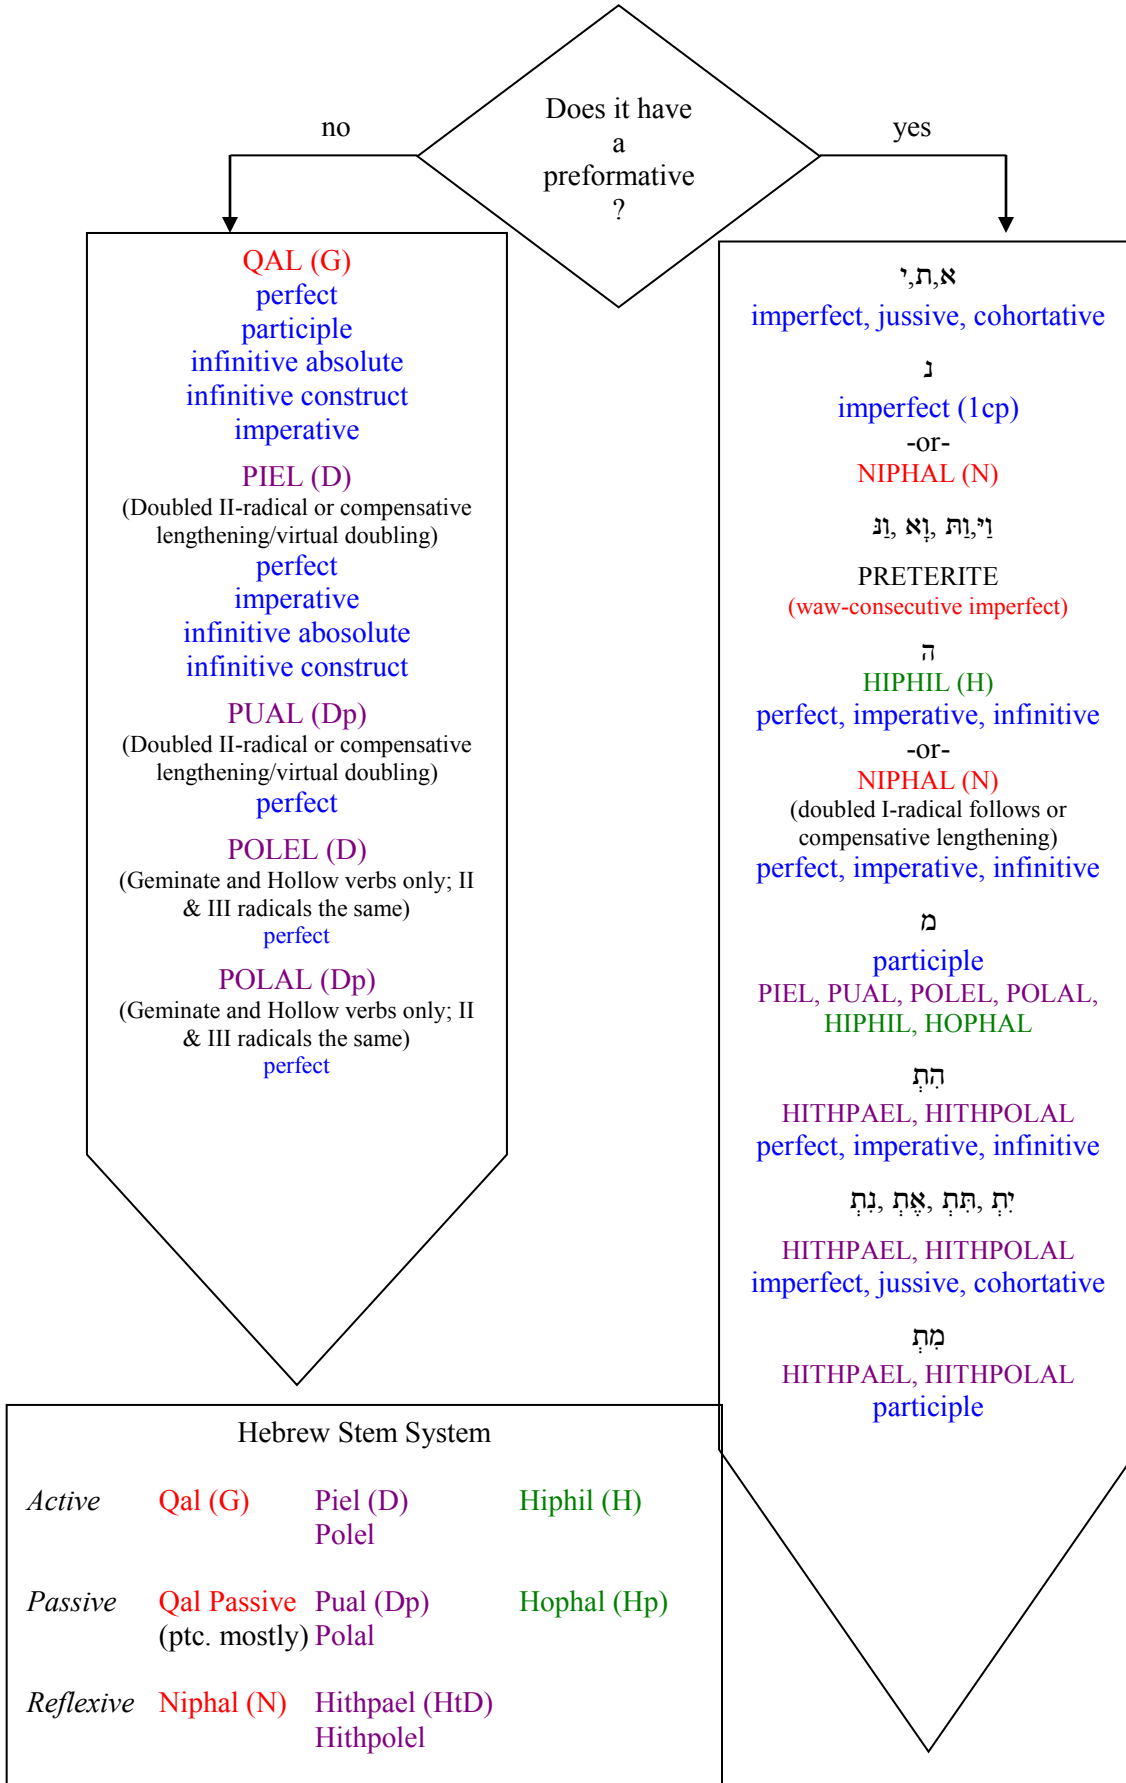 Does it have
a
preformative
?
no
yes
QAL (G)
perfect
participle
infinitive absolute
infinitive construct
imperative
PIEL (D)
(Doubled II-radical or compensative
lengthening/virtual doubling)
perfect
imperative
infinitive abosolute
infinitive construct
PUAL (Dp)
(Doubled II-radical or compensative
lengthening/virtual doubling)
perfect
POLEL (D)
(Geminate and Hollow verbs only; II
& III radicals the same)
perfect
POLAL (Dp)
(Geminate and Hollow verbs only; II
& III radicals the same)
perfect
א,ת,י
imperfect, jussive, cohortative
נ
imperfect (1cp)
-or-
NIPHAL (N)
וַיּ,וַתּ ,וָא ,וַנּ
PRETERITE
(waw-consecutive imperfect)
ה
HIPHIL (H)
perfect, imperative, infinitive
-or-
NIPHAL (N)
(doubled I-radical follows or
compensative lengthening)
perfect, imperative, infinitive
מ
participle
PIEL, PUAL, POLEL, POLAL,
HIPHIL, HOPHAL
הִתְ
HITHPAEL, HITHPOLAL
perfect, imperative, infinitive
יִתְ ,תִּתְ ,אֶתְ ,נִתְ
HITHPAEL, HITHPOLAL
imperfect, jussive, cohortative
מִתְ
HITHPAEL, HITHPOLAL
participle
Hebrew Stem System
Active Qal (G) Piel (D) Hiphil (H)
Polel
Passive Qal Passive Pual (Dp) Hophal (Hp)
(ptc. mostly) Polal
Reflexive Niphal (N) Hithpael (HtD)
Hithpolel